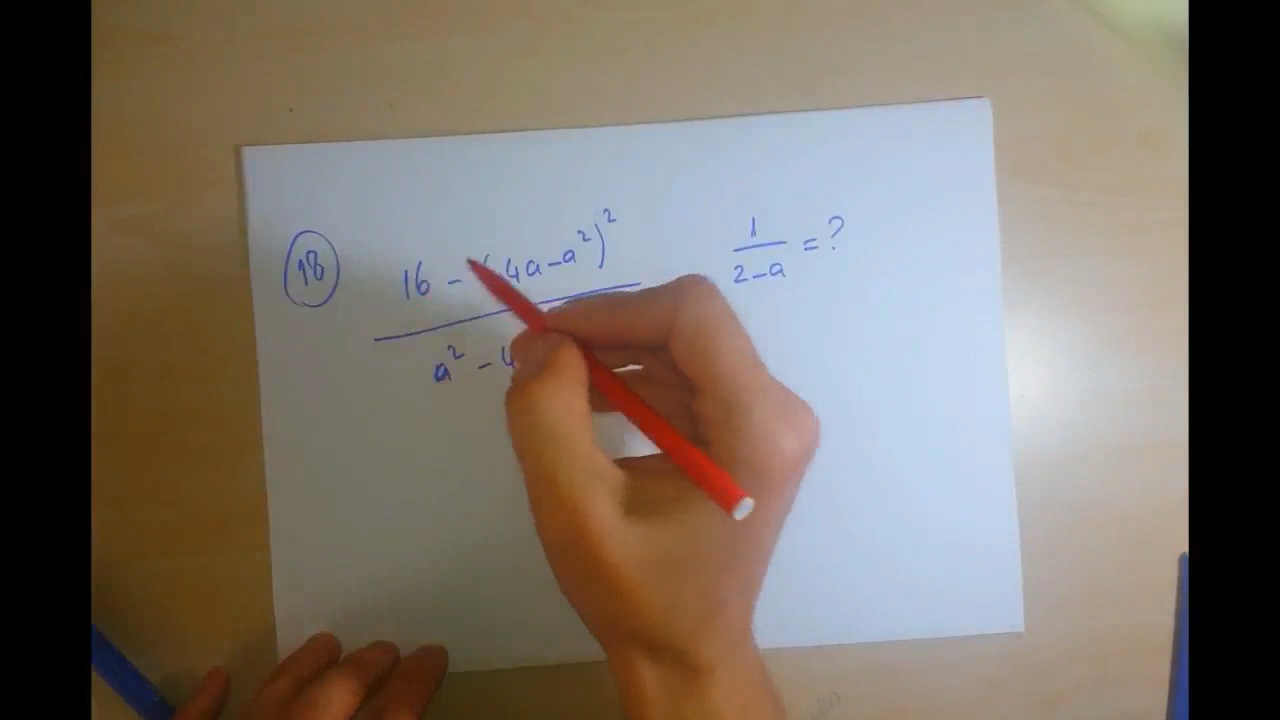 18
16 - (4a-a²)²
a² - 4
1
2-a
= ?